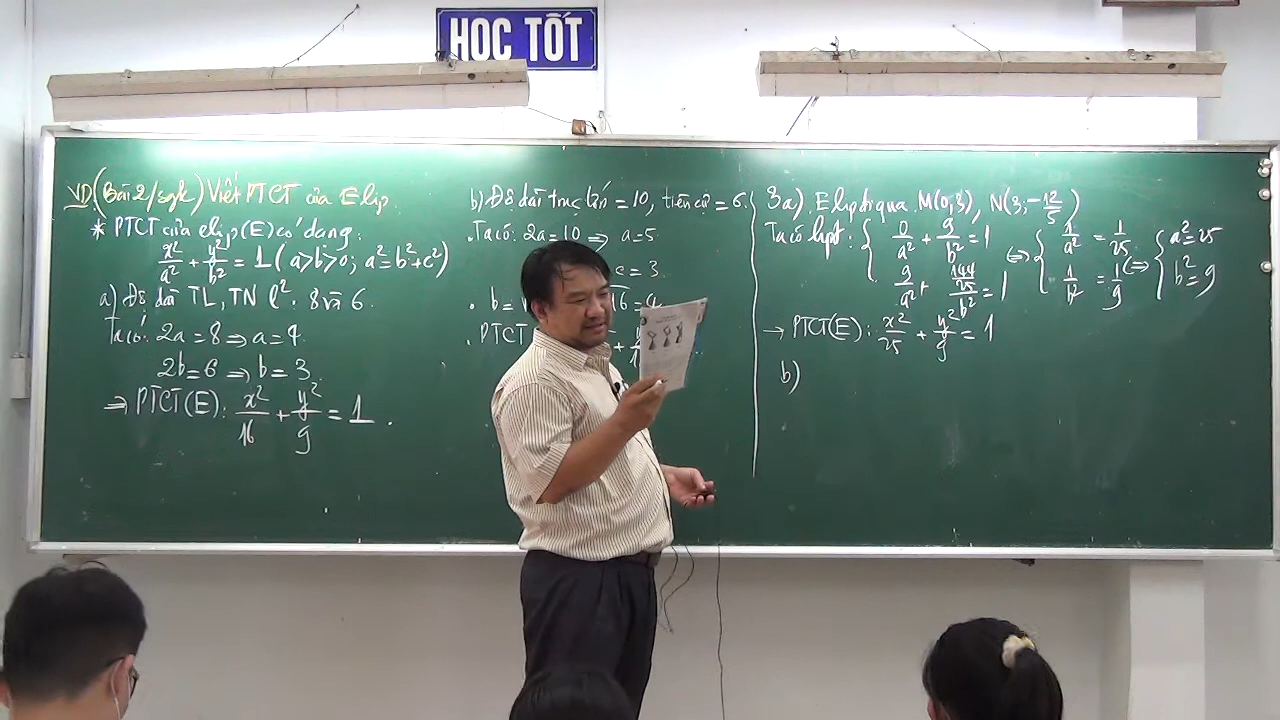 HỌC TỐT
VD (Bài 2/sgk) Viết PTCT của Elip.
* PTCT của elip (E) có dạng:
x²/a² + y²/b² = 1 (a>b>0; a²=b²+c²)
a) Độ dài TL, TN lº: 8 và 6.
Ta có: 2a = 8 ⇒ a = 4.
2b = 6 ⇒ b = 3.
⇒ PTCT(E): x²/16 + y²/9 = 1.
b) Độ dài trục lớn = 10, tiêu cự = 6.
. Ta có: 2a = 10 ⇒ a = 5
c = 3.
. b =
16 = 4
. PTCT
+
3a) Elip đi qua M(0,3), N(3;-12/5)
Ta có hpt: { 0/a² + 9/b² = 1
9/a² + 144/25/b² = 1
⇔ { 1/a² = 1/25
1/b² = 1/9
⇔ { a² = 25
b² = 9
→ PTCT(E): x²/25 + y²/9 = 1
b)